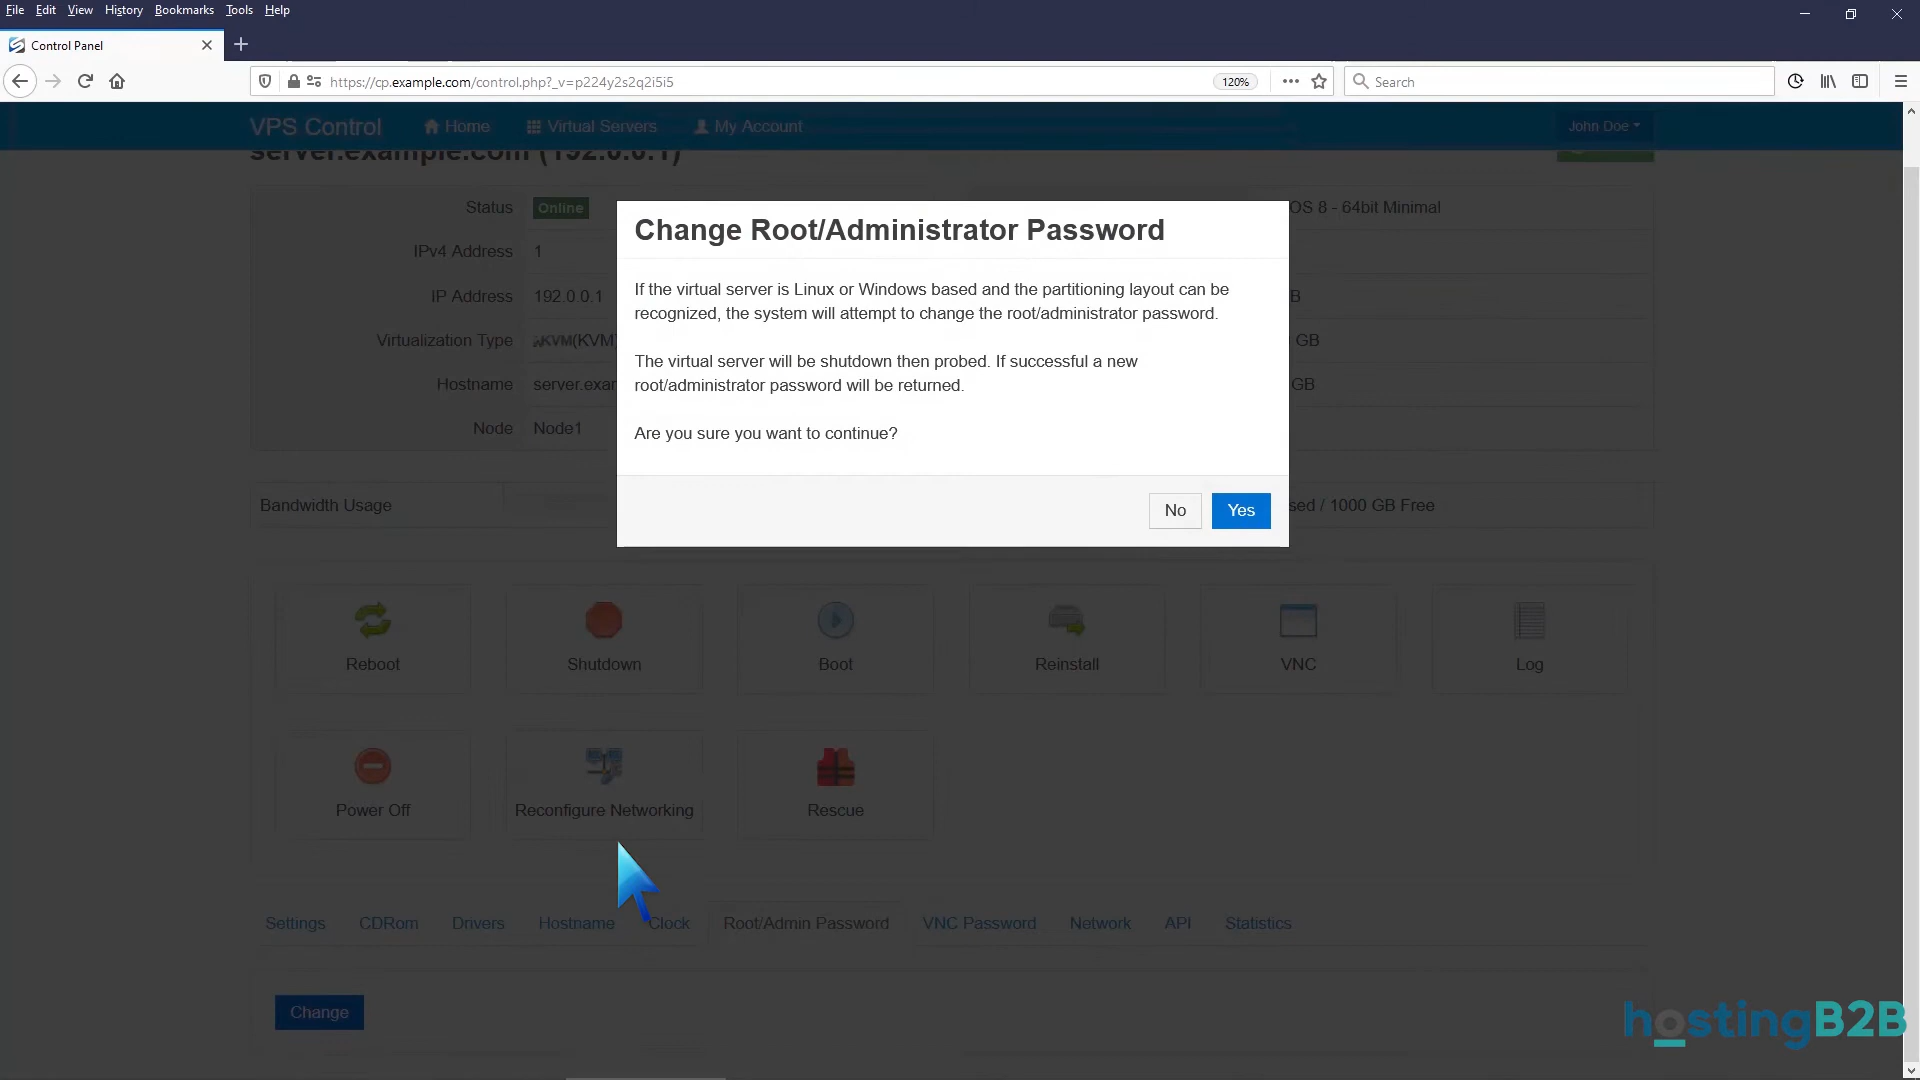 File Edit View History Bookmarks Tools Help
Control Panel
https://cp.example.com/control.php?_v=p224y2s2q2i5i5
120%
Search
VPS Control Home Virtual Servers My Account John Doe
server.example.com (192.0.0.1)
Status Online OS 8 - 64bit Minimal
IPv4 Address 1
IP Address 192.0.0.1 B
Virtualization Type KVM(KVM) GB
Hostname server.exam GB
Node Node1
Change Root/Administrator Password
If the virtual server is Linux or Windows based and the partitioning layout can be
recognized, the system will attempt to change the root/administrator password.
The virtual server will be shutdown then probed. If successful a new
root/administrator password will be returned.
Are you sure you want to continue?
No Yes
Bandwidth Usage sed / 1000 GB Free
Reboot Shutdown Boot Reinstall VNC Log
Power Off Reconfigure Networking Rescue
Settings CDRom Drivers Hostname Clock Root/Admin Password VNC Password Network API Statistics
Change
hostingB2B